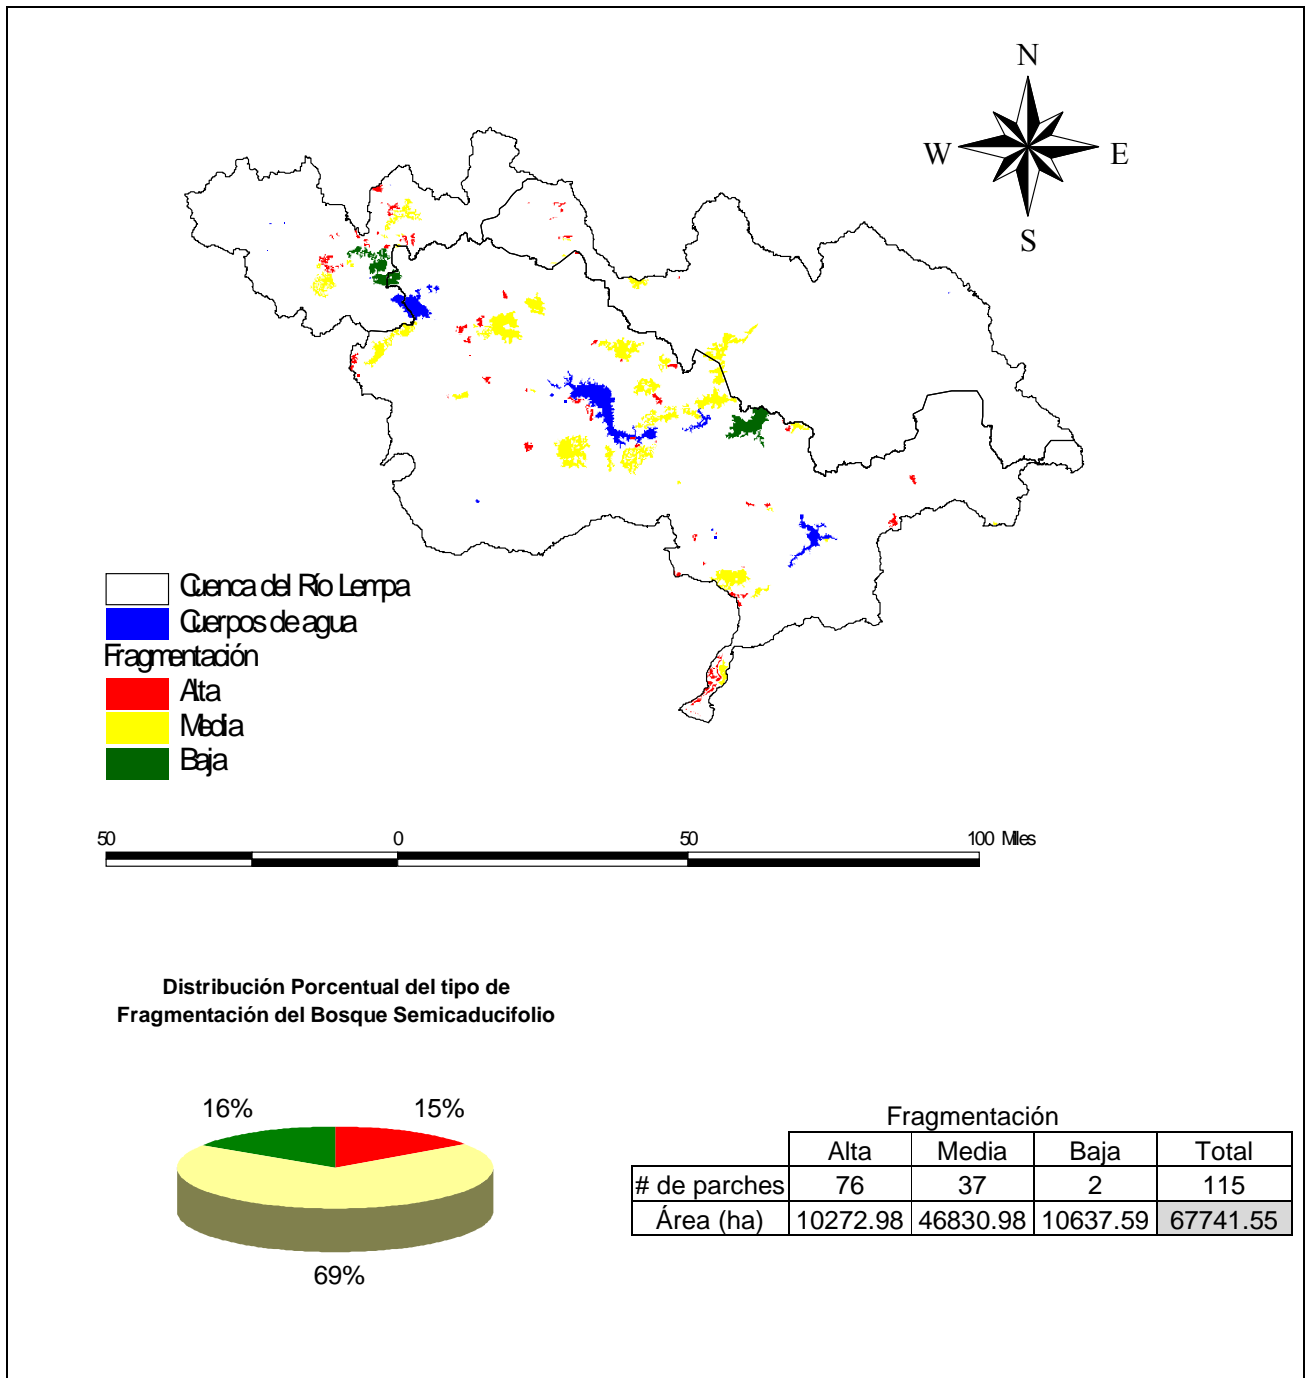 N
W E
S
Cuenca del Río Lempa
Cuerpos de agua
Fragmentación
Alta
Media
Baja
50 0 50 100 Miles
Distribución Porcentual del tipo de
Fragmentación del Bosque Semicaducifolio
16% 15%
69%
Fragmentación
Alta Media Baja Total
# de parches 76 37 2 115
Área (ha) 10272.98 46830.98 10637.59 67741.55